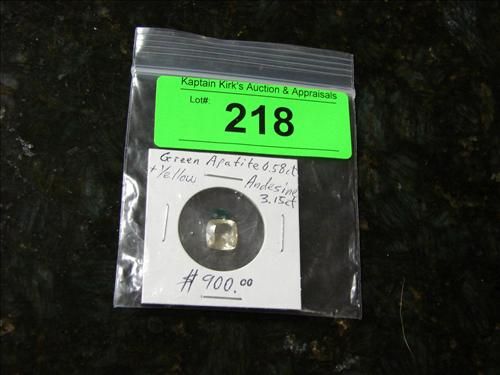 Kaptain Kirk's Auction & Appraisals
Lot#: 218
Green Apatite 0.58ct
+ Yellow Andesine
3.15ct
$900.00